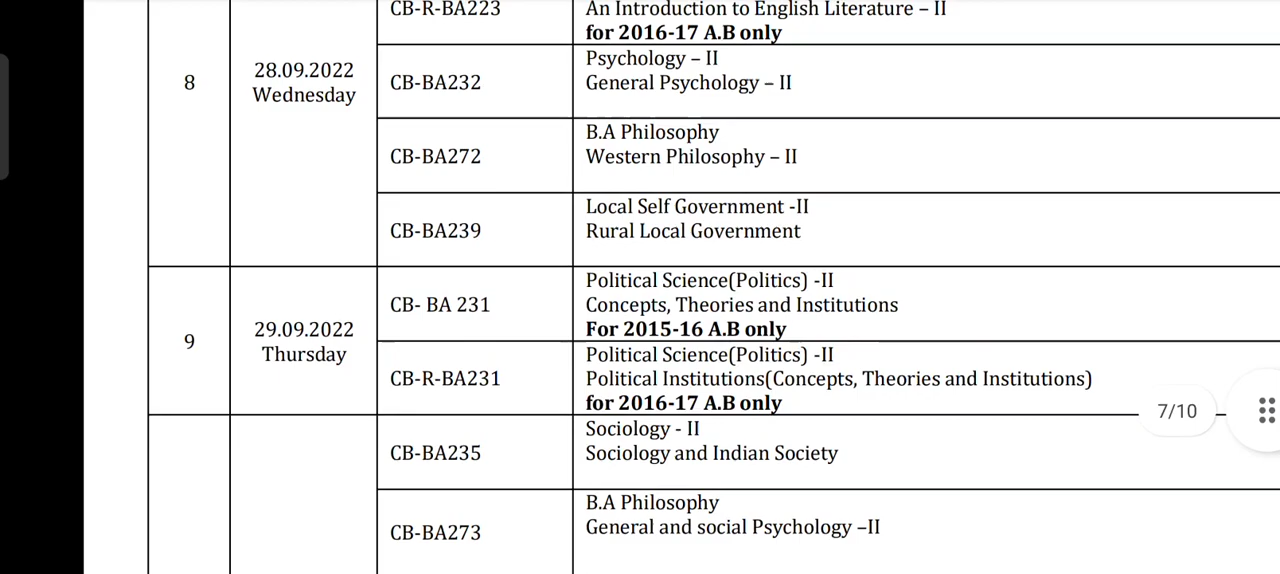 CB-R-BA223
An Introduction to English Literature – II
for 2016-17 A.B only
8
28.09.2022
Wednesday
CB-BA232
Psychology – II
General Psychology – II
CB-BA272
B.A Philosophy
Western Philosophy – II
CB-BA239
Local Self Government -II
Rural Local Government
9
29.09.2022
Thursday
CB- BA 231
Political Science(Politics) -II
Concepts, Theories and Institutions
For 2015-16 A.B only
CB-R-BA231
Political Science(Politics) -II
Political Institutions(Concepts, Theories and Institutions)
for 2016-17 A.B only
7/10
CB-BA235
Sociology - II
Sociology and Indian Society
CB-BA273
B.A Philosophy
General and social Psychology –II